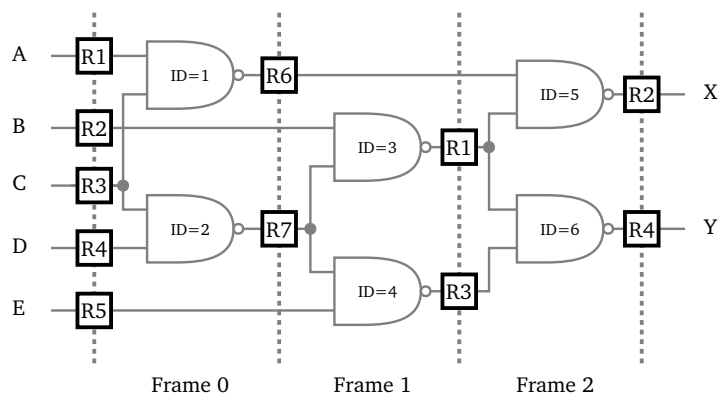 A
R1
ID=1
R6
ID=5
R2
X
B
R2
ID=3
R1
C
R3
D
R4
ID=2
R7
ID=6
R4
Y
E
R5
ID=4
R3
Frame 0
Frame 1
Frame 2